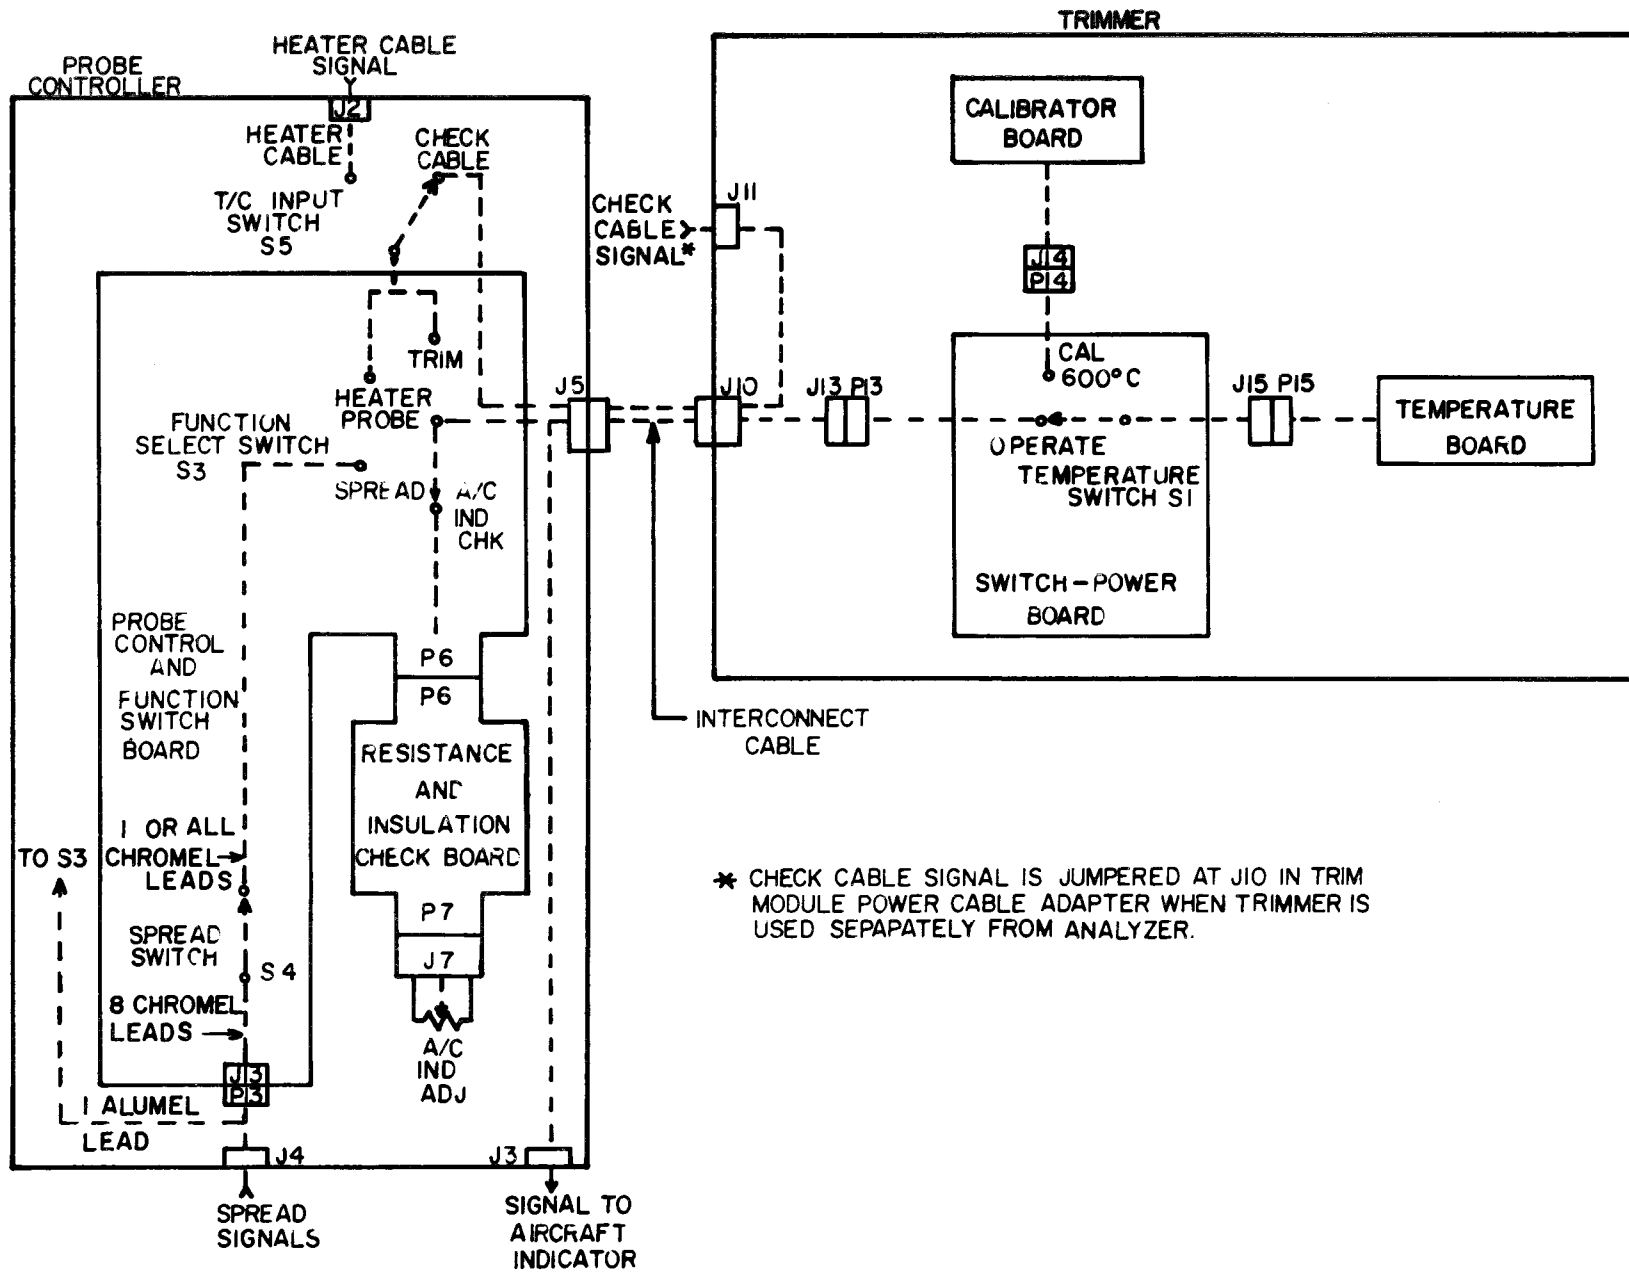 TRIMMER
HEATER CABLE
SIGNAL
PROBE
CONTROLLER
J2
HEATER
CABLE
CHECK
CABLE
T/C INPUT
SWITCH
S5
CALIBRATOR
BOARD
J11
CHECK
CABLE
SIGNAL*
J14
P14
TRIM
HEATER
PROBE
J5
J10
J13 P13
CAL
600°C
J15 P15
TEMPERATURE
BOARD
OPERATE
TEMPERATURE
SWITCH S1
SWITCH-POWER
BOARD
FUNCTION
SELECT SWITCH
S3
SPREAD
A/C
IND
CHK
PROBE
CONTROL
AND
FUNCTION
SWITCH
BOARD
P6
P6
INTERCONNECT
CABLE
RESISTANCE
AND
INSULATION
CHECK BOARD
1 OR ALL
CHROMEL
LEADS
TO S3
P7
J7
SPREAD
SWITCH
S4
8 CHROMEL
LEADS
A/C
IND
ADJ
J3
P3
1 ALUMEL
LEAD
J4
J3
SPREAD
SIGNALS
SIGNAL TO
AIRCRAFT
INDICATOR
* CHECK CABLE SIGNAL IS JUMPERED AT J10 IN TRIM
MODULE POWER CABLE ADAPTER WHEN TRIMMER IS
USED SEPAPATELY FROM ANALYZER.